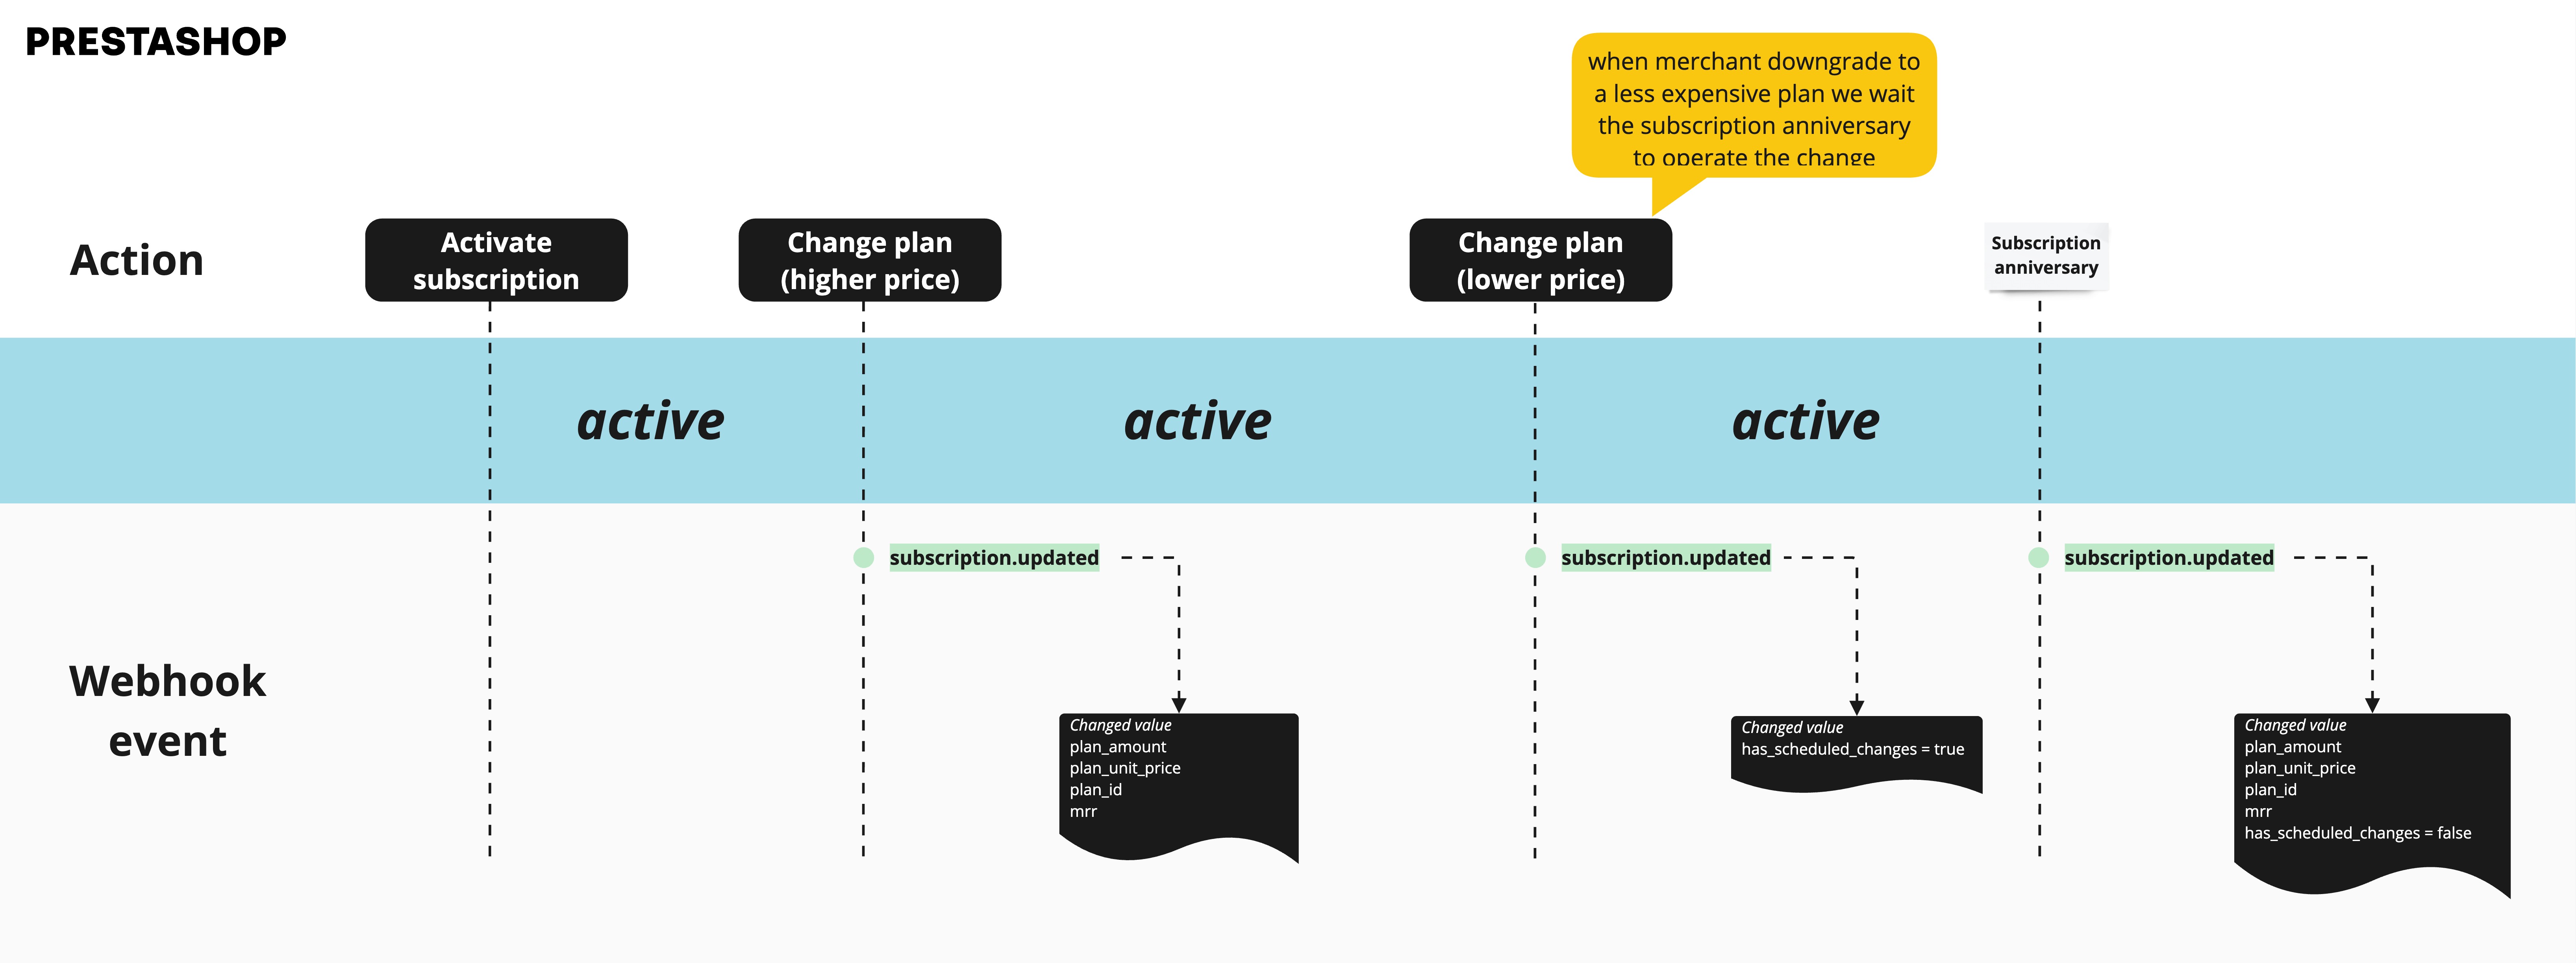 PRESTASHOP
when merchant downgrade to
a less expensive plan we wait
the subscription anniversary
to operate the change
Action
Activate
subscription
Change plan
(higher price)
Change plan
(lower price)
Subscription
anniversary
active
active
active
subscription.updated
subscription.updated
subscription.updated
Webhook
event
Changed value
plan_amount
plan_unit_price
plan_id
mrr
Changed value
has_scheduled_changes = true
Changed value
plan_amount
plan_unit_price
plan_id
mrr
has_scheduled_changes = false